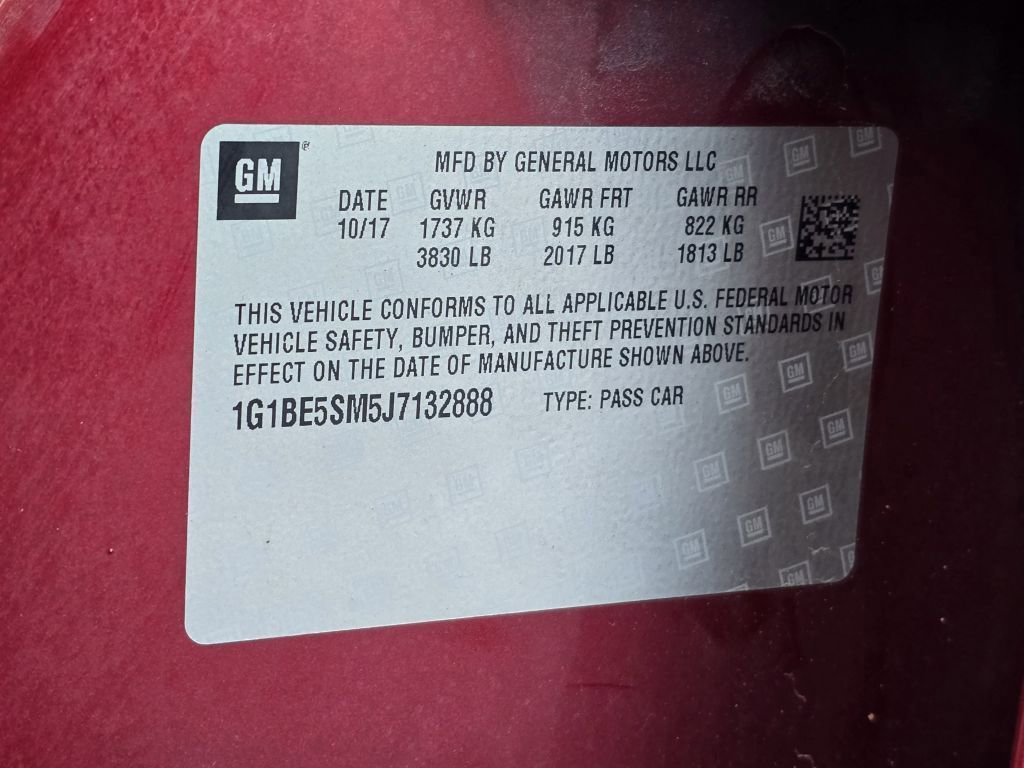 GM
MFD BY GENERAL MOTORS LLC
DATE GVWR GAWR FRT GAWR RR
10/17 1737 KG 915 KG 822 KG
3830 LB 2017 LB 1813 LB
THIS VEHICLE CONFORMS TO ALL APPLICABLE U.S. FEDERAL MOTOR
VEHICLE SAFETY, BUMPER, AND THEFT PREVENTION STANDARDS IN
EFFECT ON THE DATE OF MANUFACTURE SHOWN ABOVE.
1G1BE5SM5J7132888 TYPE: PASS CAR